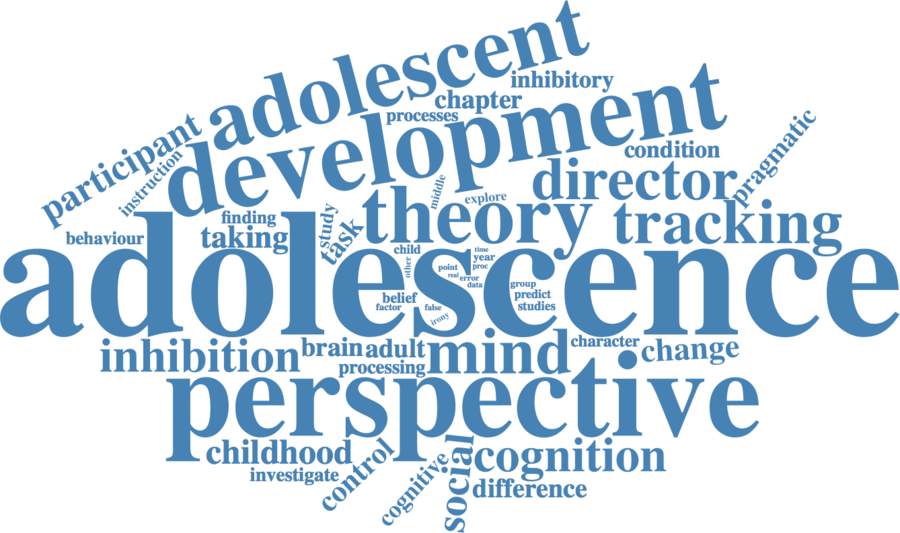 adolescent
inhibitory
chapter
processes
development
participant
instruction
condition
pragmatic
director
middle
explore
theory
tracking
finding
study
task
behaviour
taking
child
other
time
year
proc
point
real
error
data
adolescence
group
predict
studies
belief
factor
false
irony
inhibition
brain
adult
processing
mind
character
change
perspective
childhood
investigate
control
cognitive
social
cognition
difference